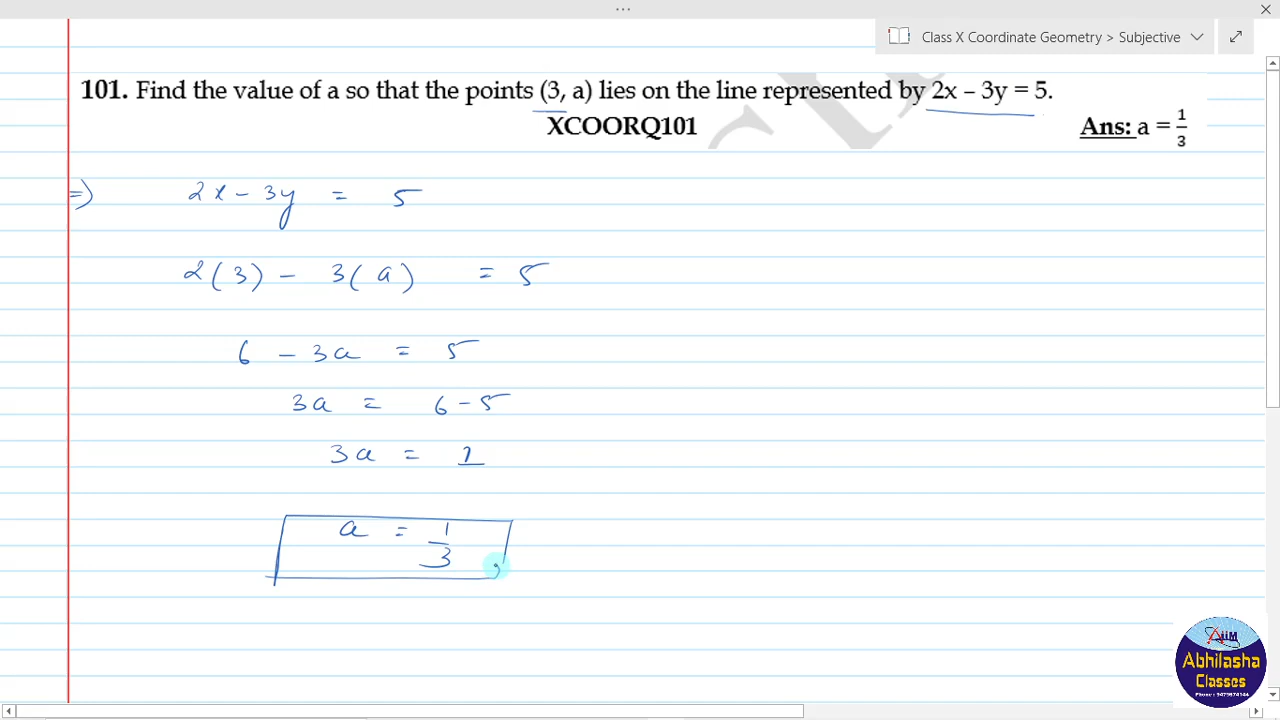 Class X Coordinate Geometry > Subjective
101. Find the value of a so that the points (3, a) lies on the line represented by 2x – 3y = 5.
XCOORQ101
Ans: a = 1/3
=> 2x - 3y = 5
2(3) - 3(a) = 5
6 - 3a = 5
3a = 6 - 5
3a = 1
a = 1/3,
AIIM
Abhilasha
Classes